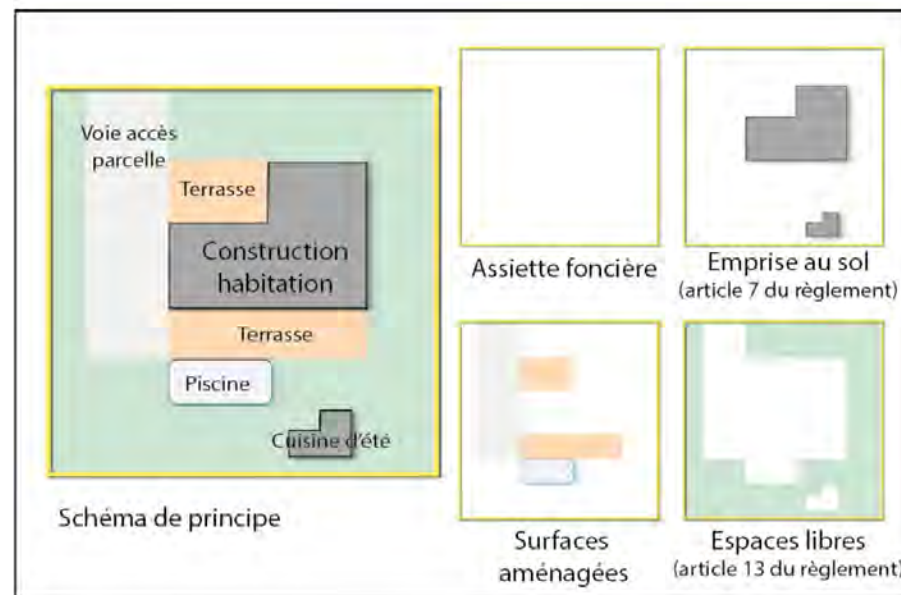 Voie accès
parcelle
Terrasse
Construction
habitation
Terrasse
Piscine
Cuisine d'été
Schéma de principe
Assiette foncière
Emprise au sol
(article 7 du règlement)
Surfaces
aménagées
Espaces libres
(article 13 du règlement)